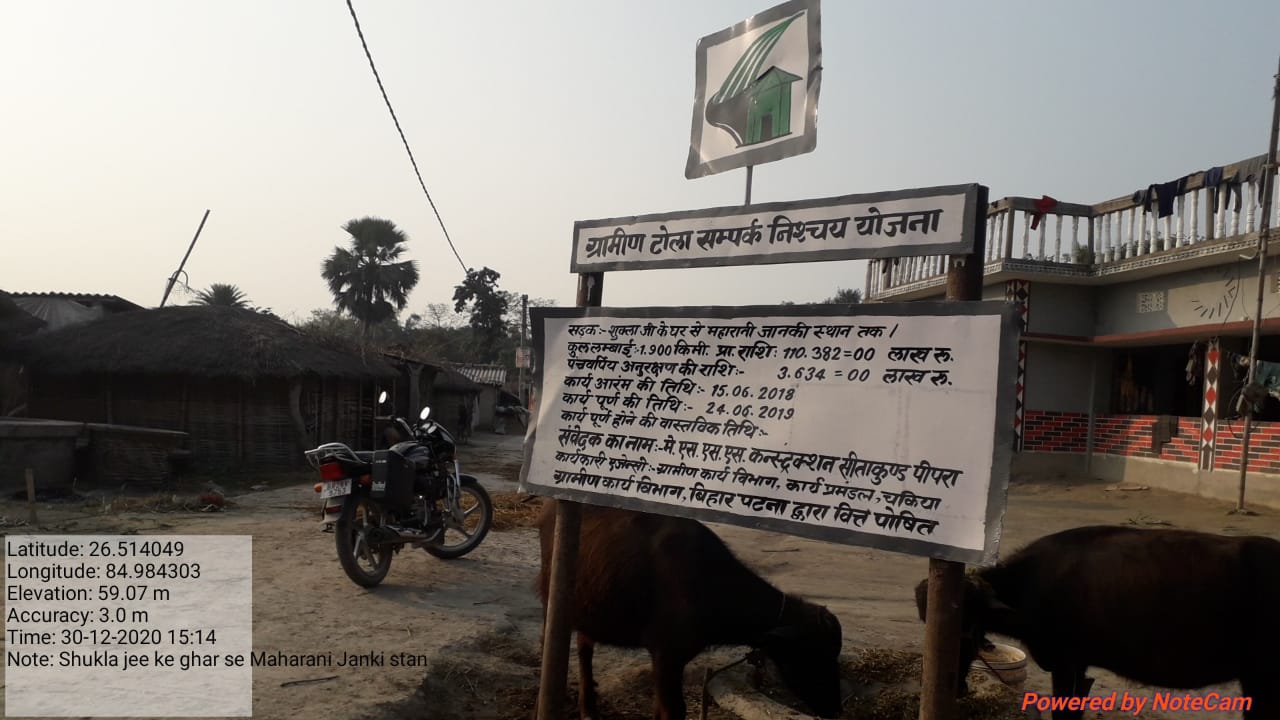 ग्रामीण टोला सम्पर्क निश्चय योजना
सड़क:- शुक्ला जी के घर से महारानी जानकी स्थान तक।
कुल लम्बाई:-1.900 किमी. प्रा. राशि: 110.382=00 लाख रु.
पंचवर्षिय अनुरक्षण की राशि:- 3.634 =00 लाख रु.
कार्य आरंभ की तिथि:- 15.06.2018
कार्य पूर्ण की तिथि:- 24.06.2019
कार्य पूर्ण होने की वास्तविक तिथि:-
संवेदक का नाम:-मे. एस. एस. एस. कन्स्ट्रक्शन सीताकुण्ड पीपरा
कार्यकारी एजेन्सी:-ग्रामीण कार्य विभाग, कार्य प्रमंडल, चकिया
ग्रामीण कार्य विभाग, बिहार पटना द्वारा वित्त पोषित
Latitude: 26.514049
Longitude: 84.984303
Elevation: 59.07 m
Accuracy: 3.0 m
Time: 30-12-2020 15:14
Note: Shukla jee ke ghar se Maharani Janki stan
Powered by NoteCam